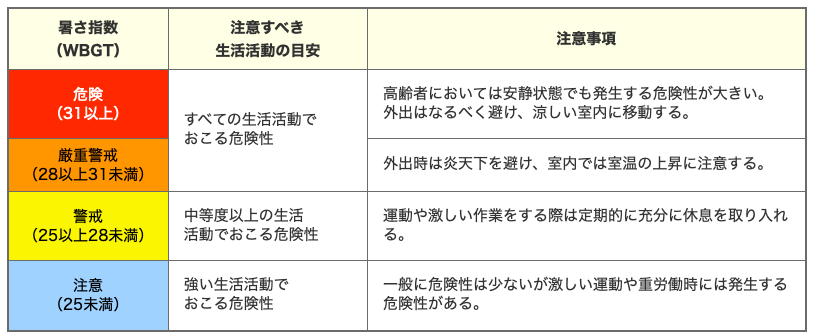 暑さ指数
（WBGT）
注意すべき
生活活動の目安
注意事項
危険
（31以上）
すべての生活活動で
おこる危険性
高齢者においては安静状態でも発生する危険性が大きい。
外出はなるべく避け、涼しい室内に移動する。
厳重警戒
（28以上31未満）
外出時は炎天下を避け、室内では室温の上昇に注意する。
警戒
（25以上28未満）
中等度以上の生活
活動でおこる危険性
運動や激しい作業をする際は定期的に充分に休息を取り入れ
る。
注意
（25未満）
強い生活活動で
おこる危険性
一般に危険性は少ないが激しい運動や重労働時には発生する
危険性がある。